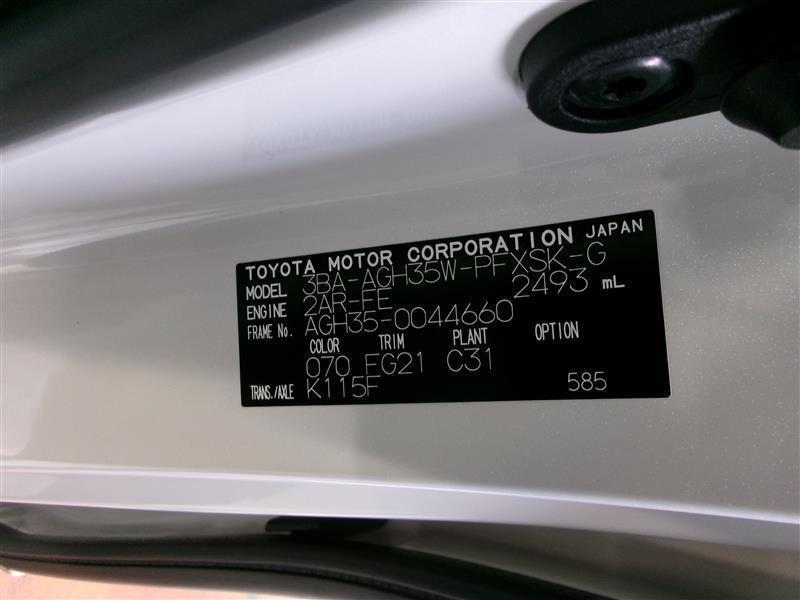 TOYOTA MOTOR CORPORATION JAPAN
MODEL 3BA-AGH35W-PFXSK-G
ENGINE 2AR-FE 2493 mL
FRAME No. AGH35-0044660
COLOR TRIM PLANT OPTION
070 EG21 C31
TRANS./AXLE K115F 585